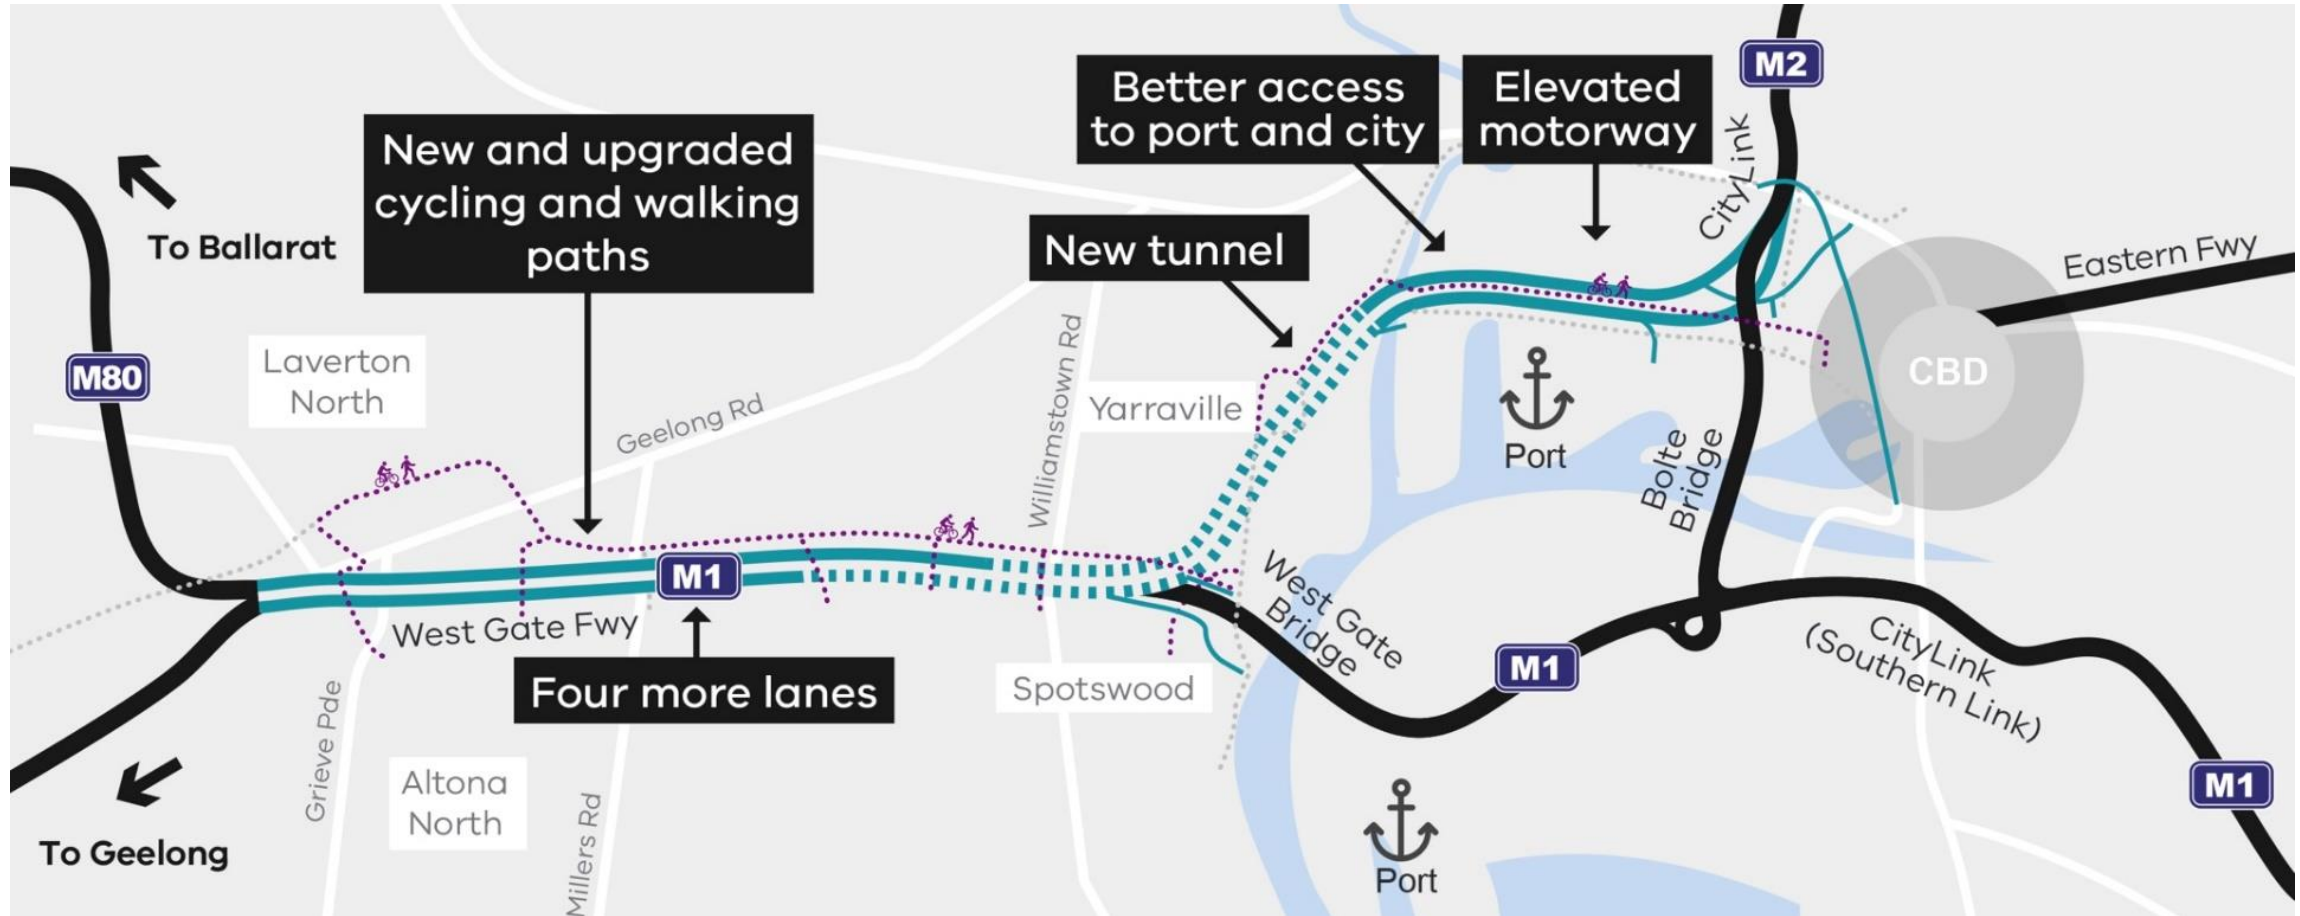 M2
Better access
to port and city
Elevated
motorway
CityLink
New and upgraded
cycling and walking
paths
To Ballarat
New tunnel
Eastern Fwy
M80
Laverton
North
Geelong Rd
Williamstown Rd
Yarraville
CBD
Port
Bolte
Bridge
M1
West Gate Fwy
West Gate
Bridge
Four more lanes
Spotswood
M1
CityLink
(Southern Link)
Grieve Pde
Altona
North
Millers Rd
To Geelong
M1
Port